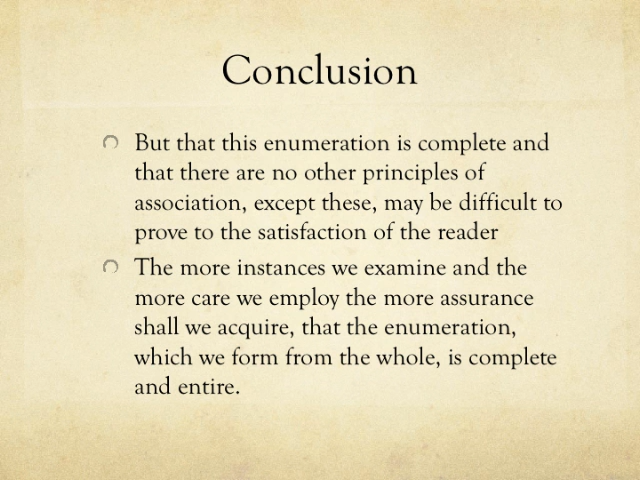 Conclusion
But that this enumeration is complete and
that there are no other principles of
association, except these, may be difficult to
prove to the satisfaction of the reader
The more instances we examine and the
more care we employ the more assurance
shall we acquire, that the enumeration,
which we form from the whole, is complete
and entire.